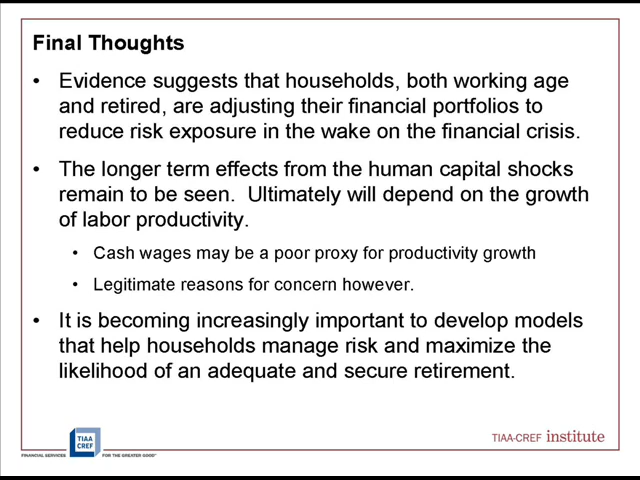 Final Thoughts
• Evidence suggests that households, both working age
and retired, are adjusting their financial portfolios to
reduce risk exposure in the wake on the financial crisis.
• The longer term effects from the human capital shocks
remain to be seen.  Ultimately will depend on the growth
of labor productivity.
• Cash wages may be a poor proxy for productivity growth
• Legitimate reasons for concern however.
• It is becoming increasingly important to develop models
that help households manage risk and maximize the
likelihood of an adequate and secure retirement.
TIAA
CREF
FINANCIAL SERVICES
FOR THE GREATER GOOD®
TIAA-CREF institute